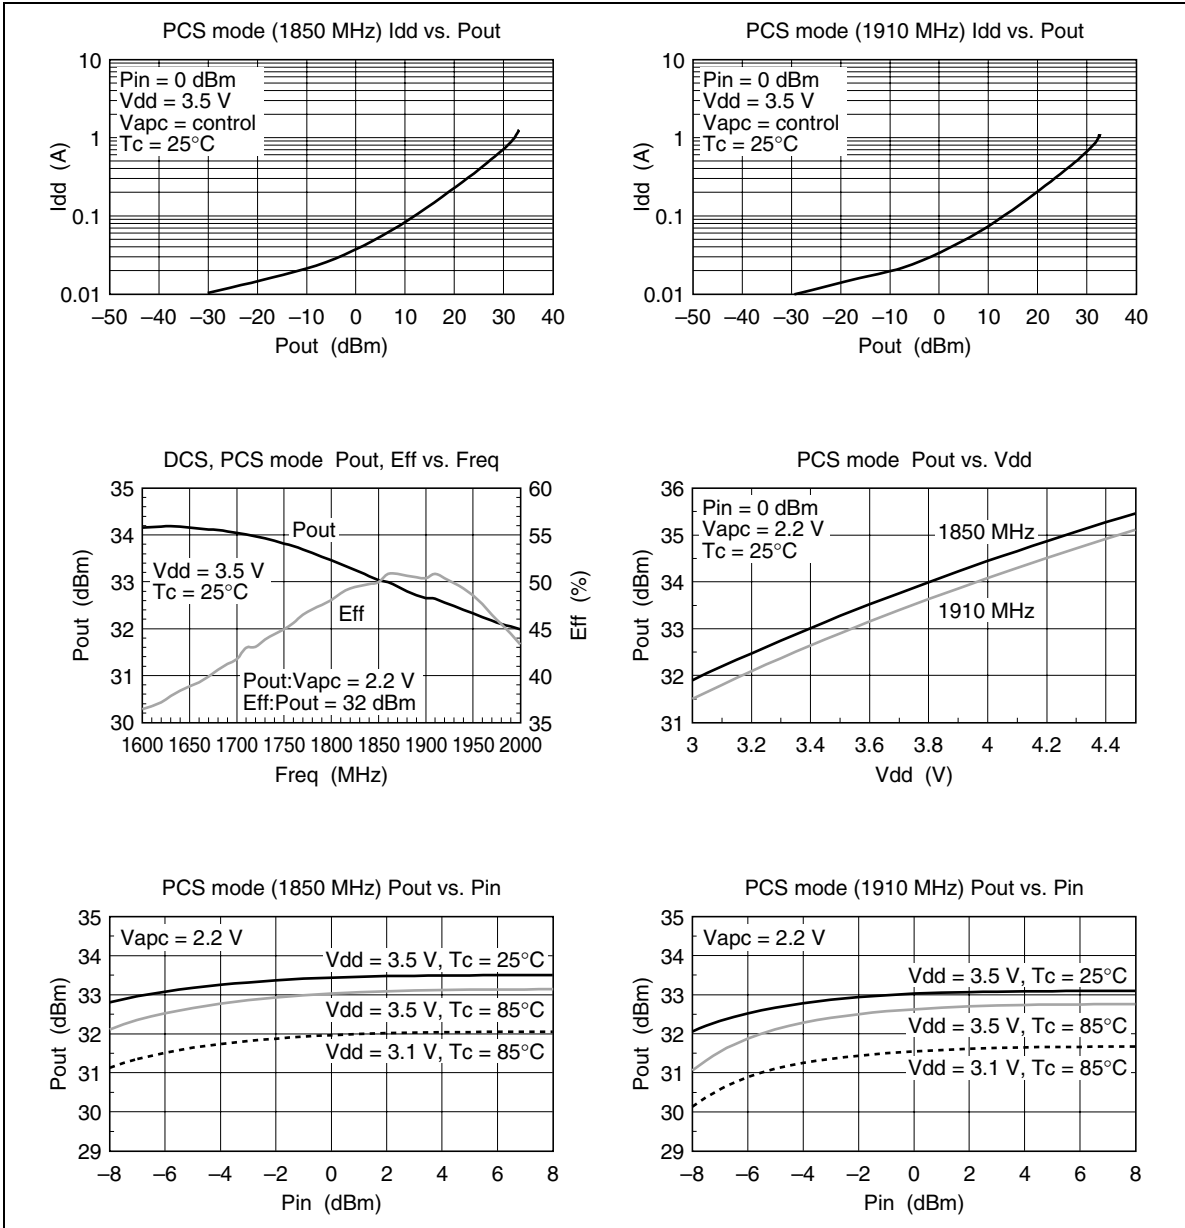 PCS mode (1850 MHz) Idd vs. Pout
10
1
0.1
0.01
Idd (A)
Pin = 0 dBm
Vdd = 3.5 V
Vapc = control
Tc = 25°C
–50 –40 –30 –20 –10 0 10 20 30 40
Pout (dBm)
PCS mode (1910 MHz) Idd vs. Pout
10
1
0.1
0.01
Idd (A)
Pin = 0 dBm
Vdd = 3.5 V
Vapc = control
Tc = 25°C
–50 –40 –30 –20 –10 0 10 20 30 40
Pout (dBm)
DCS, PCS mode Pout, Eff vs. Freq
35
34
33
32
31
30
Pout (dBm)
Pout
Vdd = 3.5 V
Tc = 25°C
Eff
Pout:Vapc = 2.2 V
Eff:Pout = 32 dBm
60
55
50
45
40
35
Eff (%)
1600 1650 1700 1750 1800 1850 1900 1950 2000
Freq (MHz)
PCS mode Pout vs. Vdd
36
35
34
33
32
31
Pout (dBm)
Pin = 0 dBm
Vapc = 2.2 V
Tc = 25°C
1850 MHz
1910 MHz
3 3.2 3.4 3.6 3.8 4 4.2 4.4
Vdd (V)
PCS mode (1850 MHz) Pout vs. Pin
35
34
33
32
31
30
29
Pout (dBm)
Vapc = 2.2 V
Vdd = 3.5 V, Tc = 25°C
Vdd = 3.5 V, Tc = 85°C
Vdd = 3.1 V, Tc = 85°C
–8 –6 –4 –2 0 2 4 6 8
Pin (dBm)
PCS mode (1910 MHz) Pout vs. Pin
35
34
33
32
31
30
29
Pout (dBm)
Vapc = 2.2 V
Vdd = 3.5 V, Tc = 25°C
Vdd = 3.5 V, Tc = 85°C
Vdd = 3.1 V, Tc = 85°C
–8 –6 –4 –2 0 2 4 6 8
Pin (dBm)